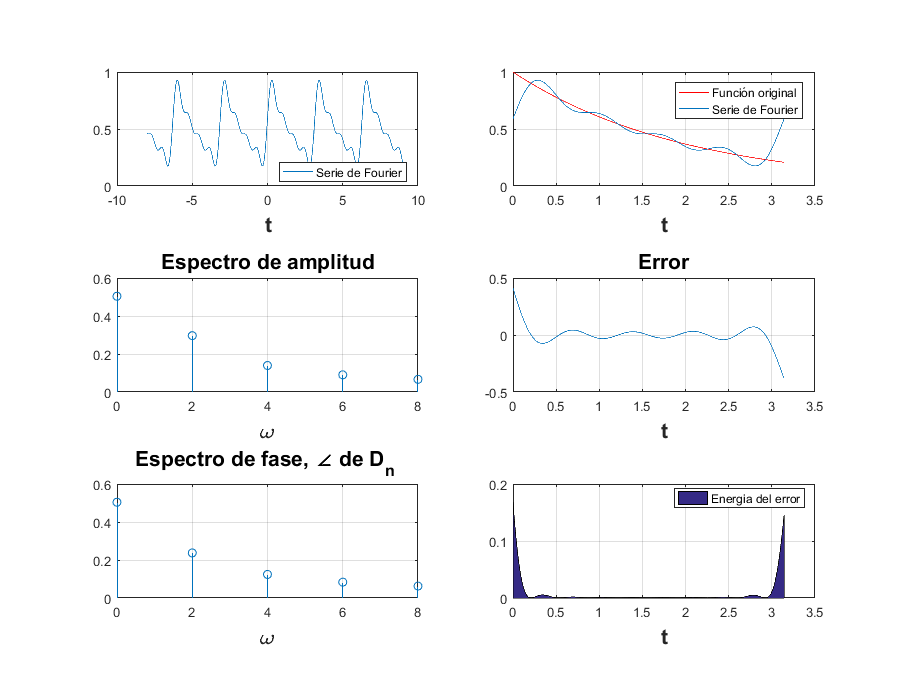 1
0.5
0
-10 -5 0 5 10
t
Serie de Fourier
1
0.5
0
0 0.5 1 1.5 2 2.5 3 3.5
t
Función original
Serie de Fourier
Espectro de amplitud
0.6
0.4
0.2
0
0 2 4 6 8
ω
Error
0.5
0
-0.5
0 0.5 1 1.5 2 2.5 3 3.5
t
Espectro de fase, ∠ de Dn
0.6
0.4
0.2
0
0 2 4 6 8
ω
0.2
0.1
0
0 0.5 1 1.5 2 2.5 3 3.5
t
Energia del error